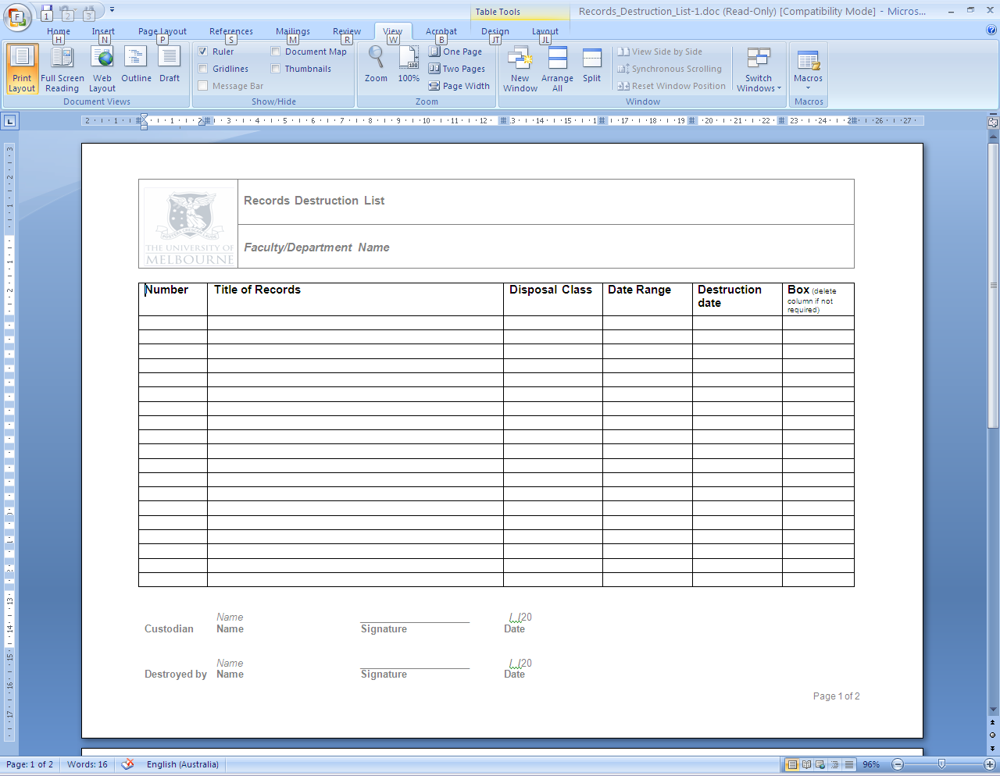 F 1 2 3
Table Tools
Records_Destruction_List-1.doc (Read-Only) [Compatibility Mode] - Micros...
Home Insert Page Layout References Mailings Review View Acrobat Design Layout
H N P S M R W B JT JL
Print Layout
Full Screen Reading
Web Layout
Outline
Draft
Document Views
Ruler
Gridlines
Message Bar
Document Map
Thumbnails
Show/Hide
Zoom
100%
One Page
Two Pages
Page Width
Zoom
New Window
Arrange All
Split
View Side by Side
Synchronous Scrolling
Reset Window Position
Switch Windows
Window
Macros
Macros
THE UNIVERSITY OF
MELBOURNE
Records Destruction List
Faculty/Department Name
Number Title of Records Disposal Class Date Range Destruction date Box (delete column if not required)
Name / /20
Custodian Name Signature Date
Name / /20
Destroyed by Name Signature Date
Page 1 of 2
Page: 1 of 2 Words: 16 English (Australia) 96%